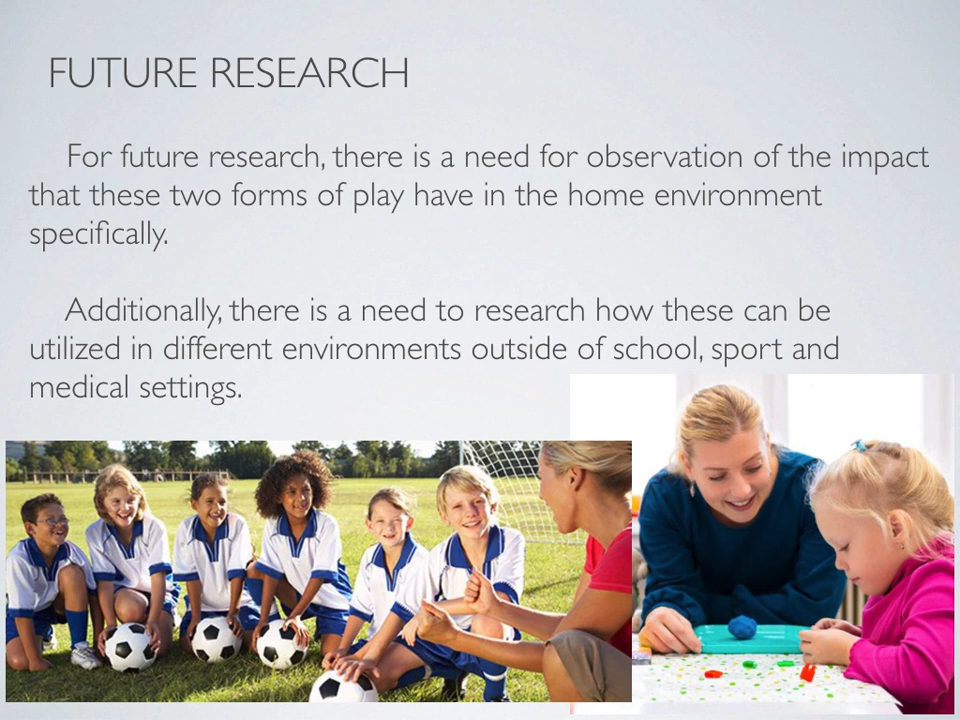 FUTURE RESEARCH
For future research, there is a need for observation of the impact
that these two forms of play have in the home environment
specifically.
Additionally, there is a need to research how these can be
utilized in different environments outside of school, sport and
medical settings.